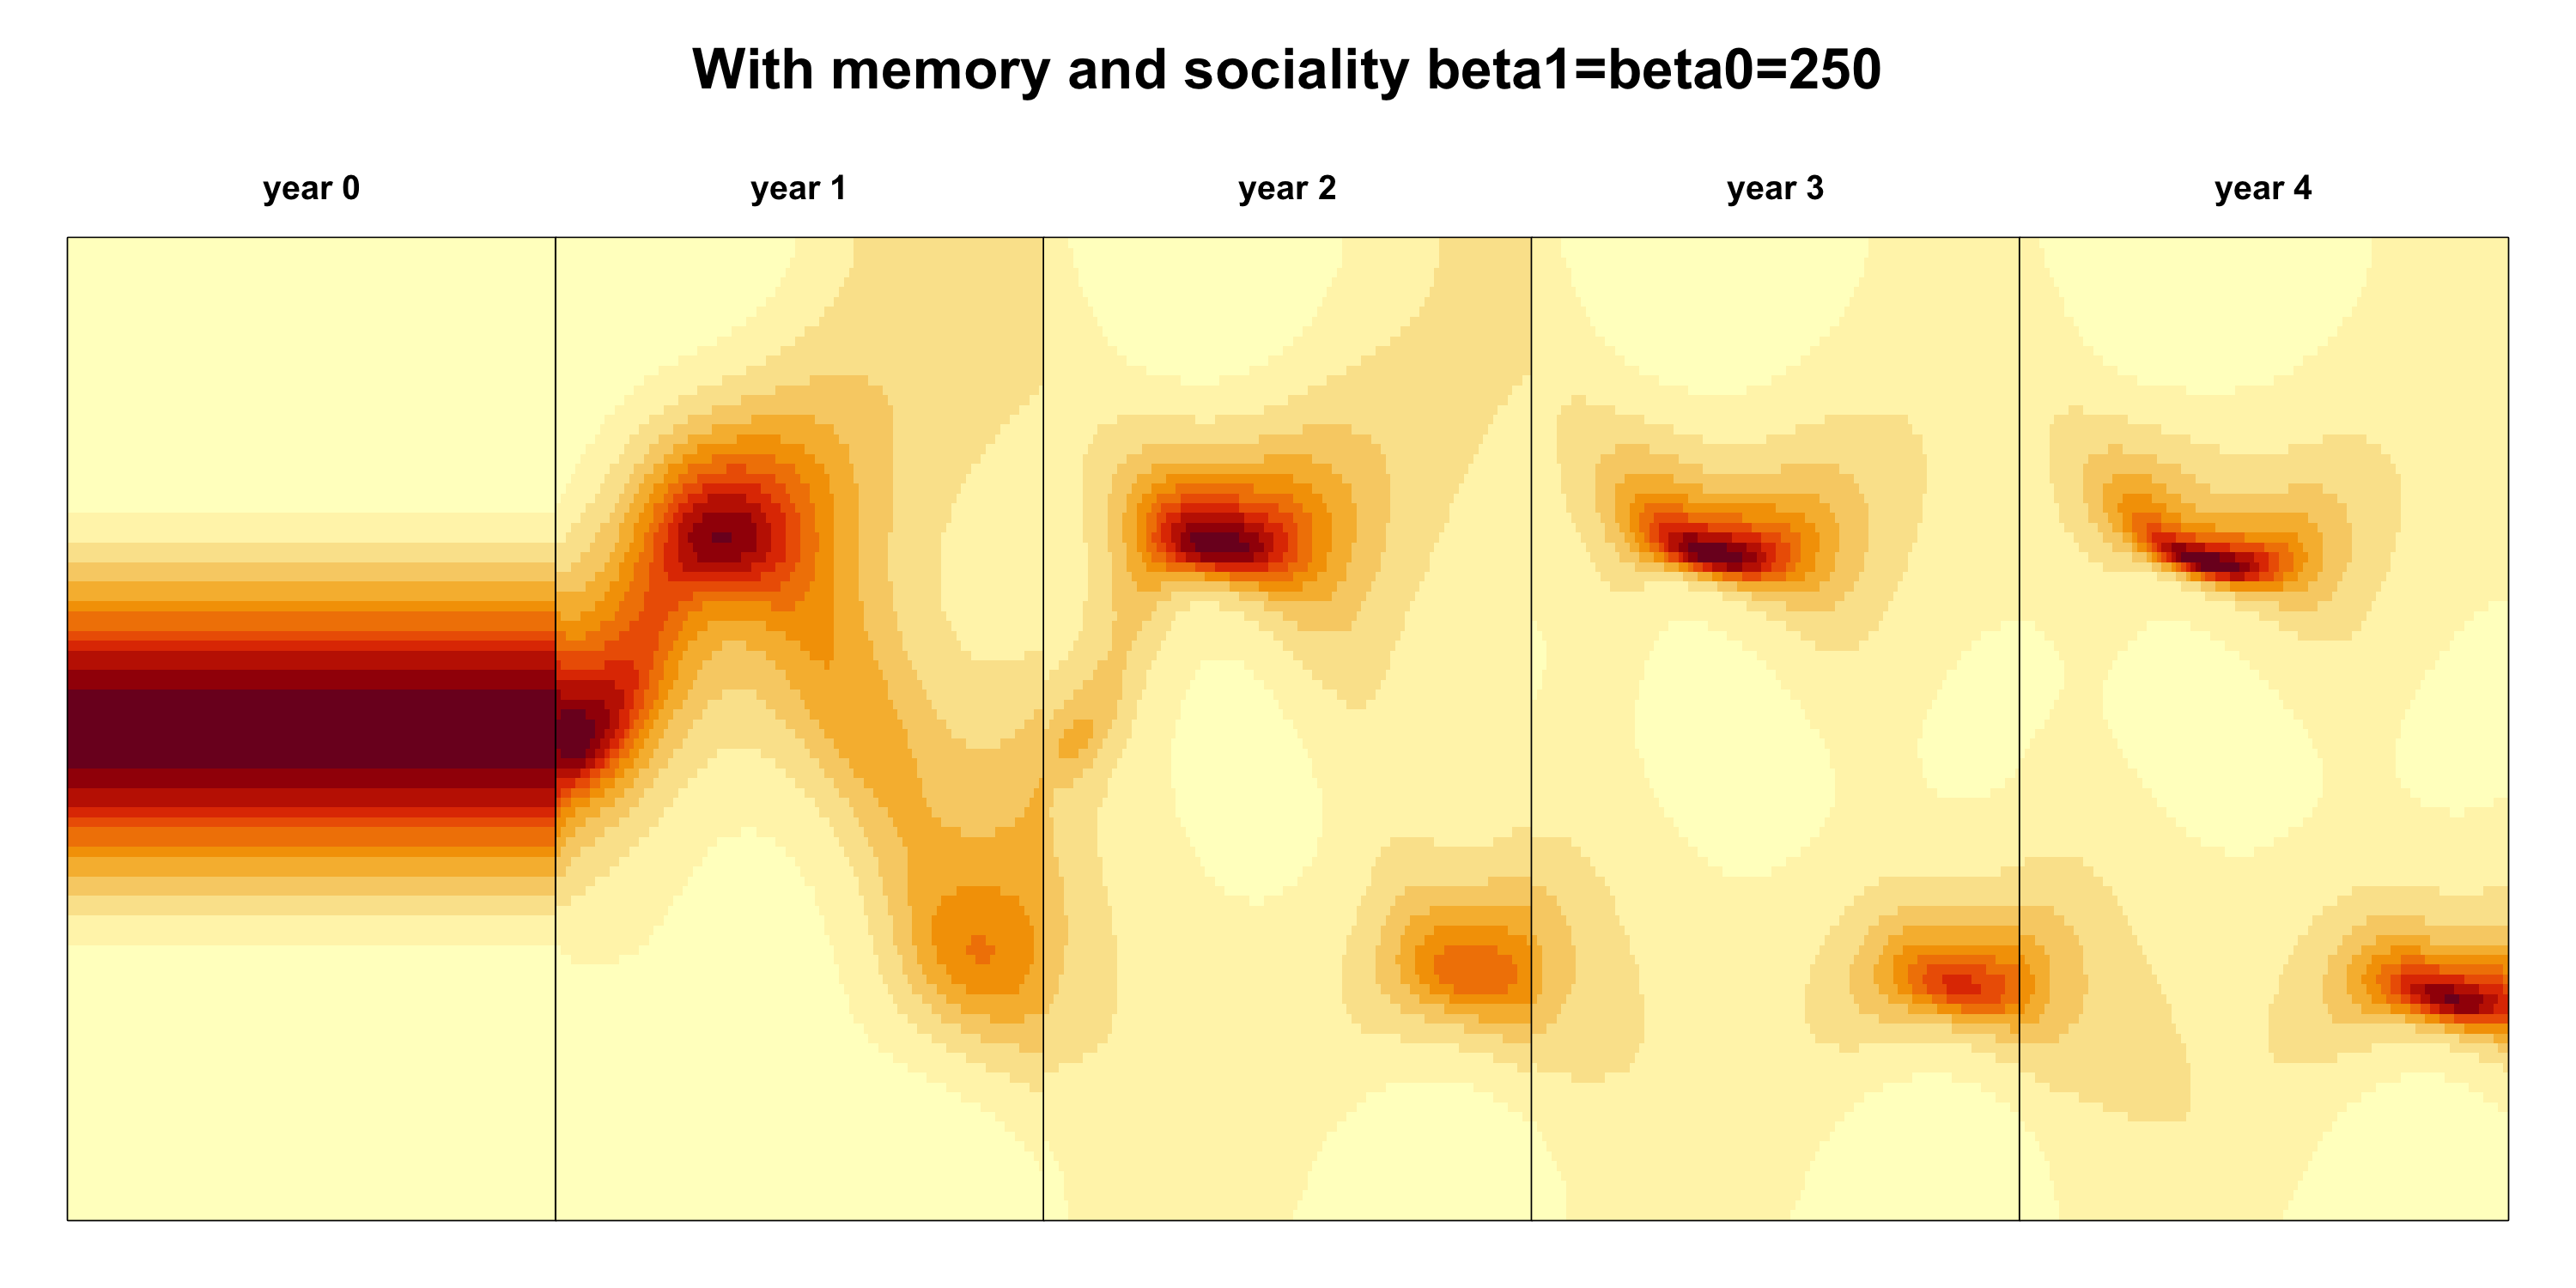 With memory and sociality beta1=beta0=250
year 0 year 1 year 2 year 3 year 4